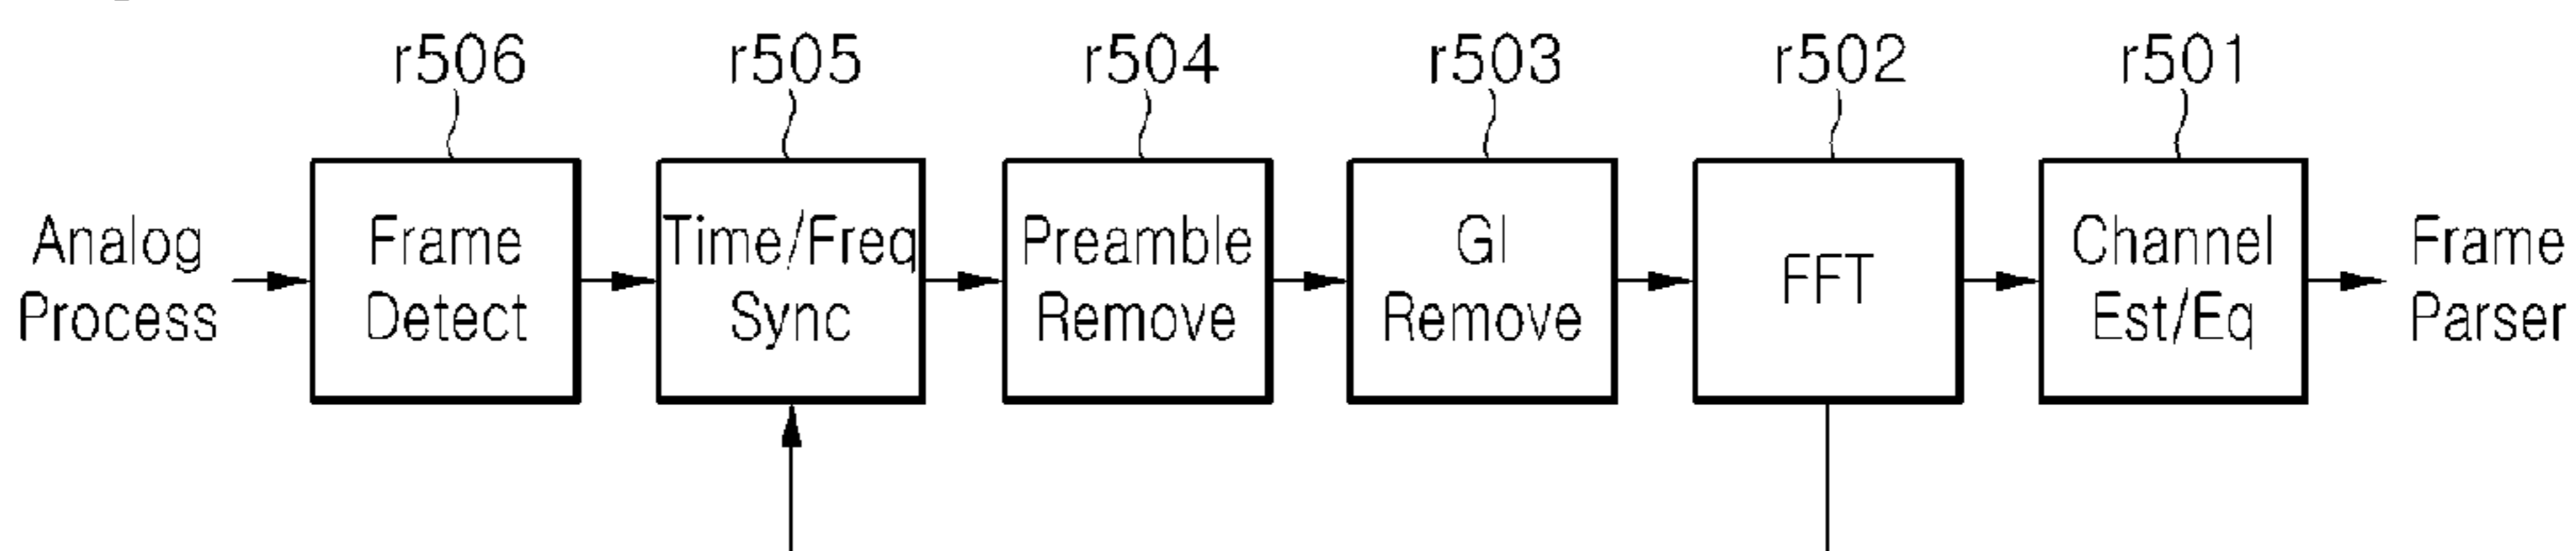 r506 r505 r504 r503 r502 r501
Analog
Process
Frame
Detect
Time/Freq
Sync
Preamble
Remove
GI
Remove
FFT
Channel
Est/Eq
Frame
Parser